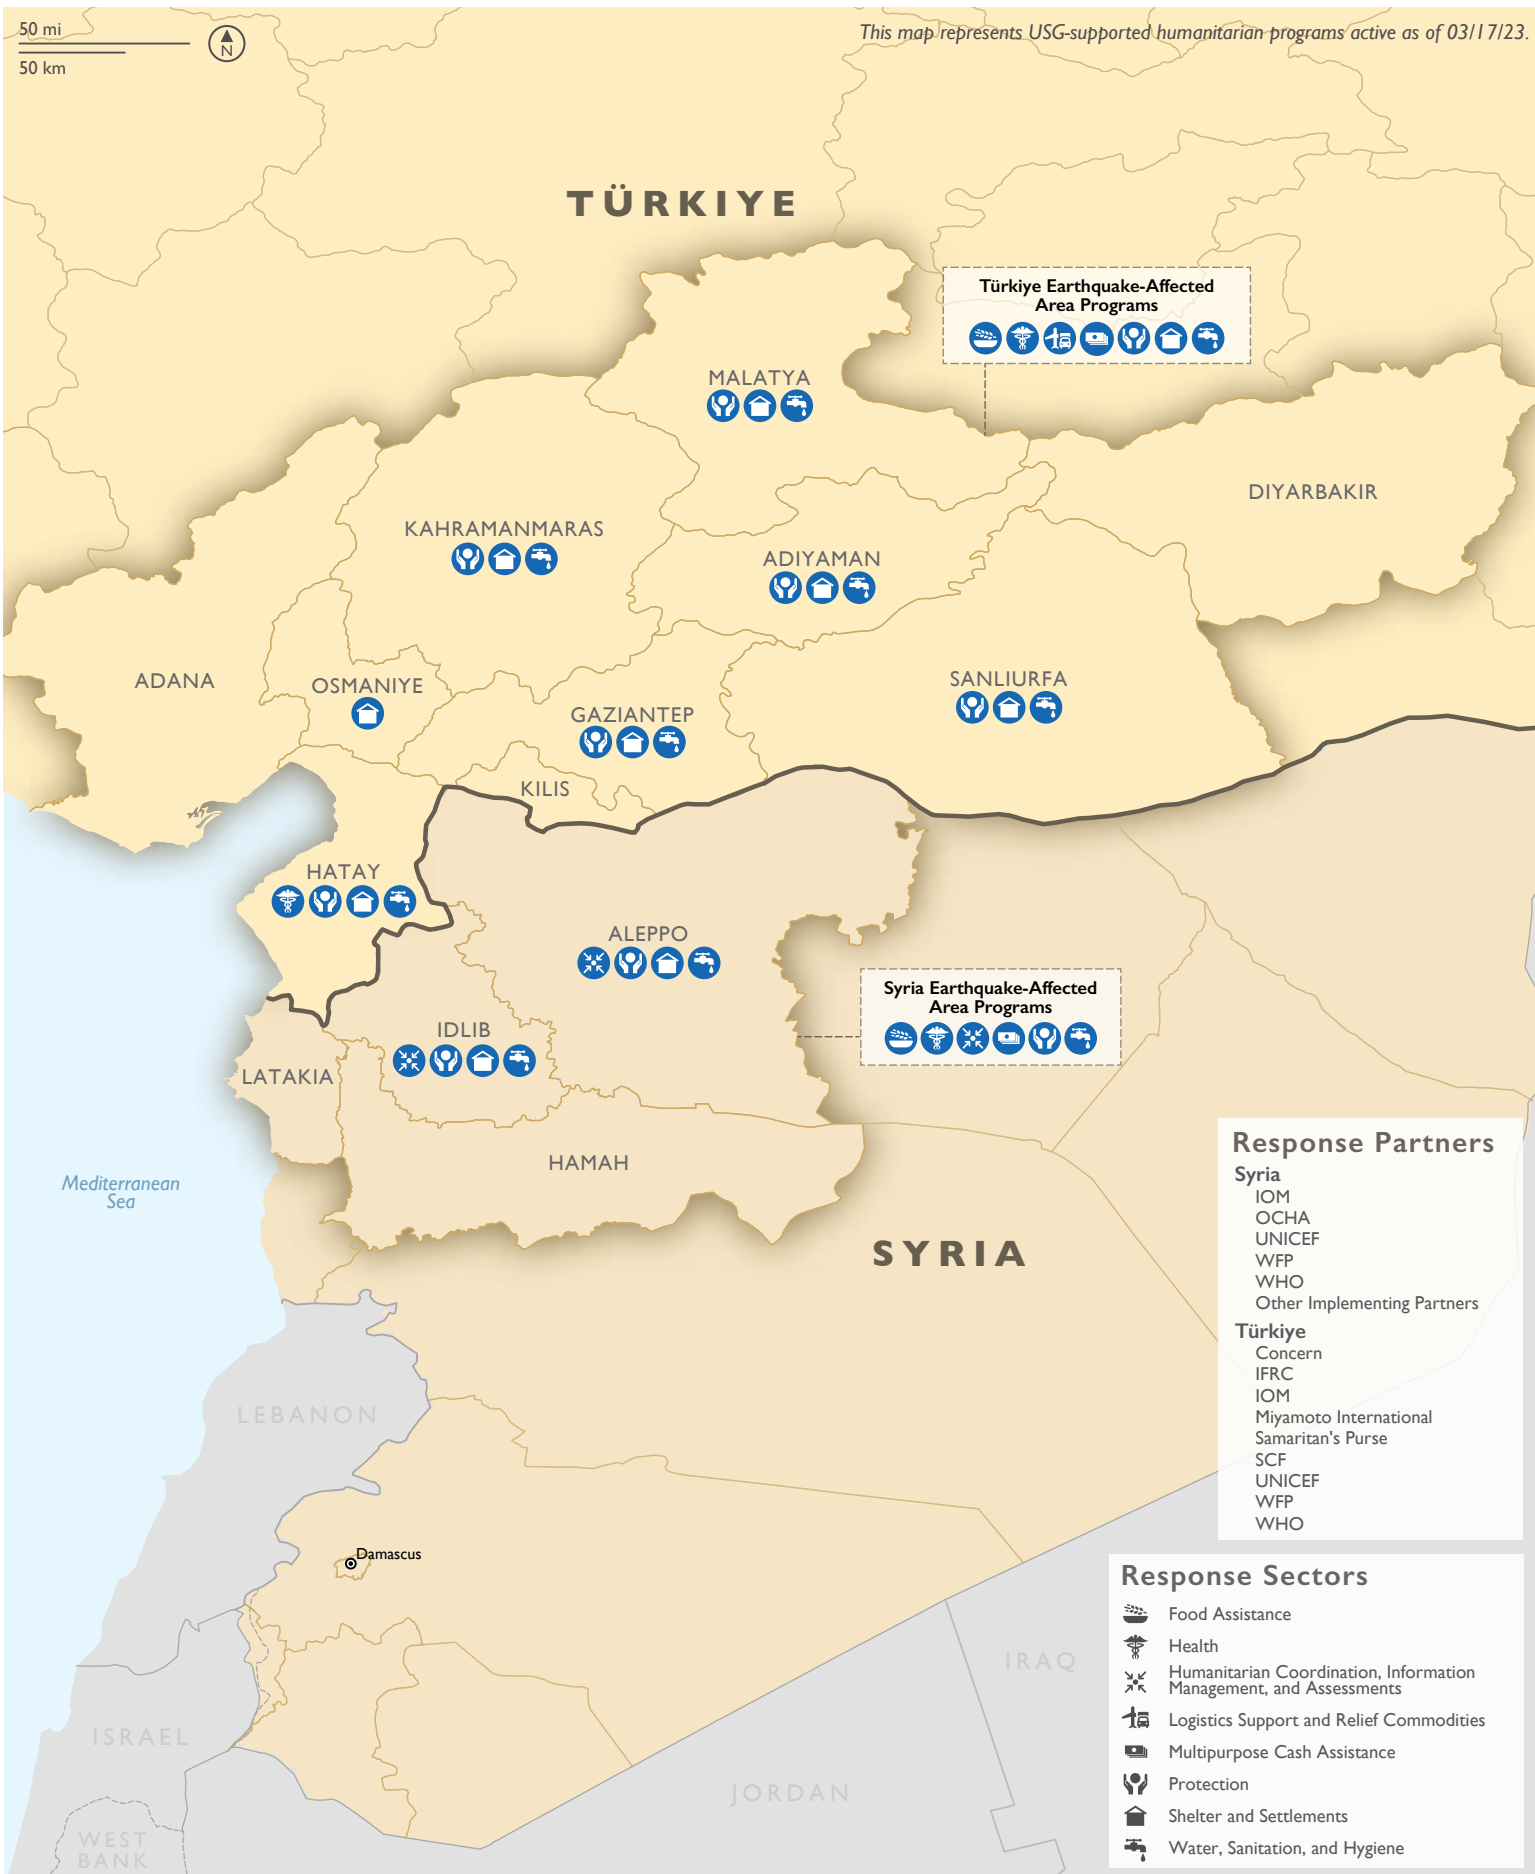 50 mi
N
50 km
This map represents USG-supported humanitarian programs active as of 03/17/23.
TÜRKIYE
Türkiye Earthquake-Affected
Area Programs
MALATYA
DIYARBAKIR
KAHRAMANMARAS
ADIYAMAN
ADANA
OSMANIYE
SANLIURFA
GAZIANTEP
KILIS
HATAY
ALEPPO
Syria Earthquake-Affected
Area Programs
IDLIB
LATAKIA
HAMAH
Mediterranean
Sea
SYRIA
LEBANON
Damascus
IRAQ
ISRAEL
JORDAN
WEST
BANK
Response Partners
Syria
IOM
OCHA
UNICEF
WFP
WHO
Other Implementing Partners
Türkiye
Concern
IFRC
IOM
Miyamoto International
Samaritan's Purse
SCF
UNICEF
WFP
WHO
Response Sectors
Food Assistance
Health
Humanitarian Coordination, Information
Management, and Assessments
Logistics Support and Relief Commodities
Multipurpose Cash Assistance
Protection
Shelter and Settlements
Water, Sanitation, and Hygiene